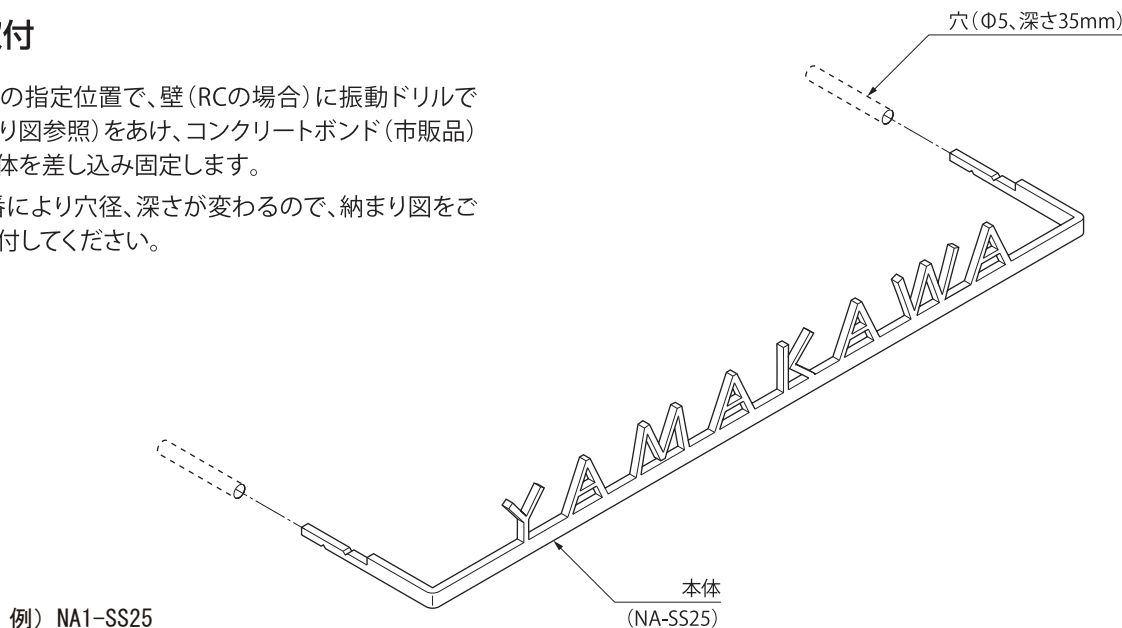 付
穴（Φ5、深さ35mm）
の指定位置で、壁（RCの場合）に振動ドリルで
り図参照）をあけ、コンクリートボンド（市販品）
体を差し込み固定します。
番により穴径、深さが変わるので、納まり図をご
付してください。
YAMAKAWA
本体
（NA-SS25）
例） NA1-SS25